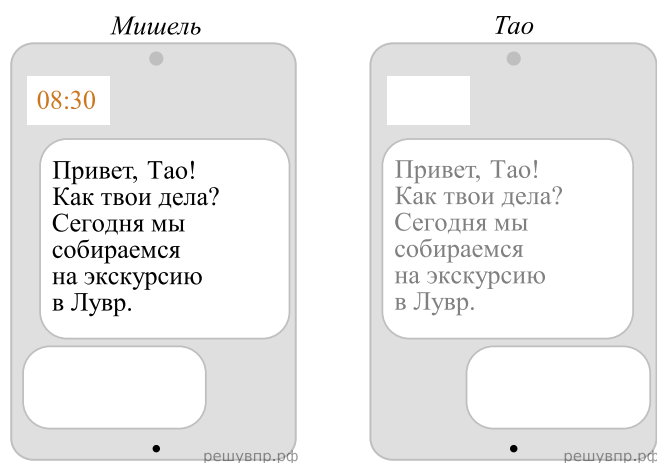 Мишель
08:30
Привет, Тао!
Как твои дела?
Сегодня мы
собираемся
на экскурсию
в Лувр.
решувпр.рф
Тао
Привет, Тао!
Как твои дела?
Сегодня мы
собираемся
на экскурсию
в Лувр.
решувпр.рф